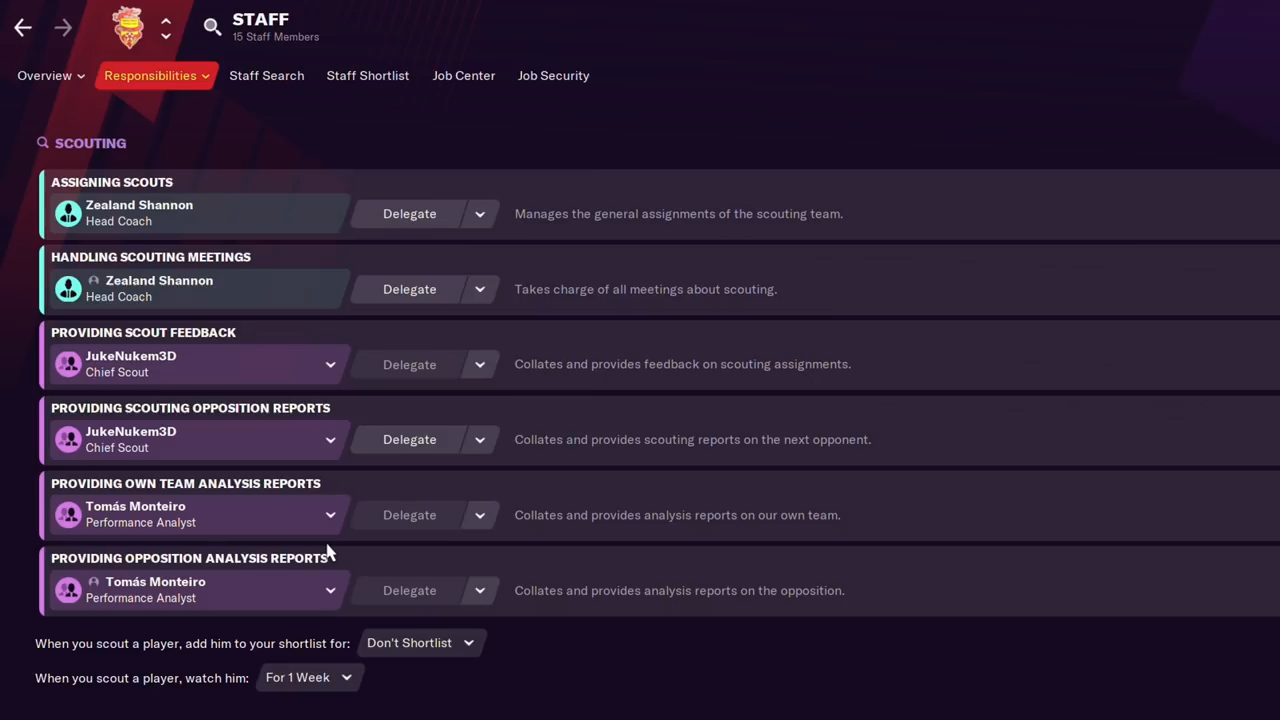 STAFF
15 Staff Members
Overview Responsibilities Staff Search Staff Shortlist Job Center Job Security
SCOUTING
ASSIGNING SCOUTS
Zealand Shannon
Head Coach
Delegate
Manages the general assignments of the scouting team.
HANDLING SCOUTING MEETINGS
Zealand Shannon
Head Coach
Delegate
Takes charge of all meetings about scouting.
PROVIDING SCOUT FEEDBACK
JukeNukem3D
Chief Scout
Delegate
Collates and provides feedback on scouting assignments.
PROVIDING SCOUTING OPPOSITION REPORTS
JukeNukem3D
Chief Scout
Delegate
Collates and provides scouting reports on the next opponent.
PROVIDING OWN TEAM ANALYSIS REPORTS
Tomás Monteiro
Performance Analyst
Delegate
Collates and provides analysis reports on our own team.
PROVIDING OPPOSITION ANALYSIS REPORTS
Tomás Monteiro
Performance Analyst
Delegate
Collates and provides analysis reports on the opposition.
When you scout a player, add him to your shortlist for: Don't Shortlist
When you scout a player, watch him: For 1 Week